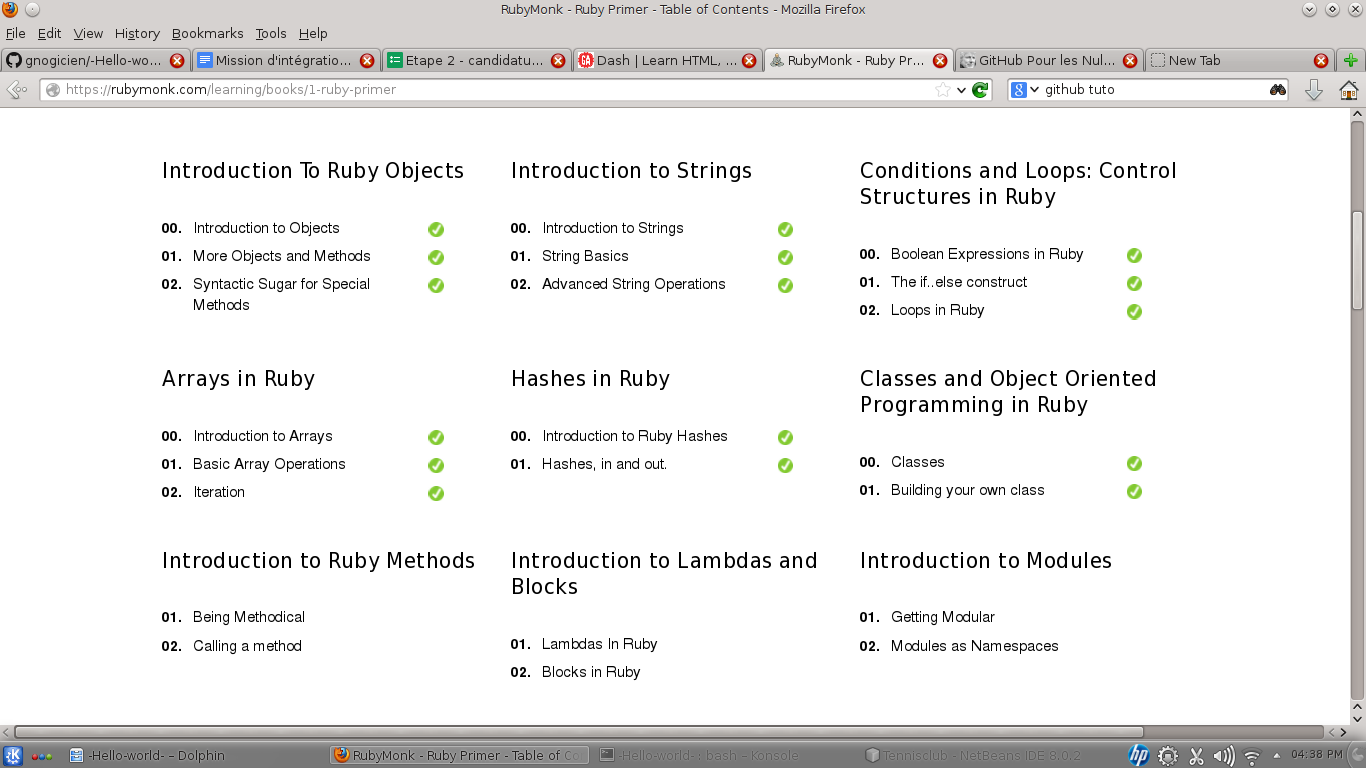 RubyMonk - Ruby Primer - Table of Contents - Mozilla Firefox
File Edit View History Bookmarks Tools Help
gnogicien/-Hello-wo... Mission d'intégratio... Etape 2 - candidatu... Dash | Learn HTML, ... RubyMonk - Ruby Pr... GitHub Pour les Nul... New Tab
https://rubymonk.com/learning/books/1-ruby-primer github tuto
Introduction To Ruby Objects
00. Introduction to Objects
01. More Objects and Methods
02. Syntactic Sugar for Special
Methods
Introduction to Strings
00. Introduction to Strings
01. String Basics
02. Advanced String Operations
Conditions and Loops: Control
Structures in Ruby
00. Boolean Expressions in Ruby
01. The if..else construct
02. Loops in Ruby
Arrays in Ruby
00. Introduction to Arrays
01. Basic Array Operations
02. Iteration
Hashes in Ruby
00. Introduction to Ruby Hashes
01. Hashes, in and out.
Classes and Object Oriented
Programming in Ruby
00. Classes
01. Building your own class
Introduction to Ruby Methods
01. Being Methodical
02. Calling a method
Introduction to Lambdas and
Blocks
01. Lambdas In Ruby
02. Blocks in Ruby
Introduction to Modules
01. Getting Modular
02. Modules as Namespaces
-Hello-world- – Dolphin RubyMonk - Ruby Primer - Table of Co -Hello-world- : bash – Konsole Tennisclub - NetBeans IDE 8.0.2 hp 04:38 PM